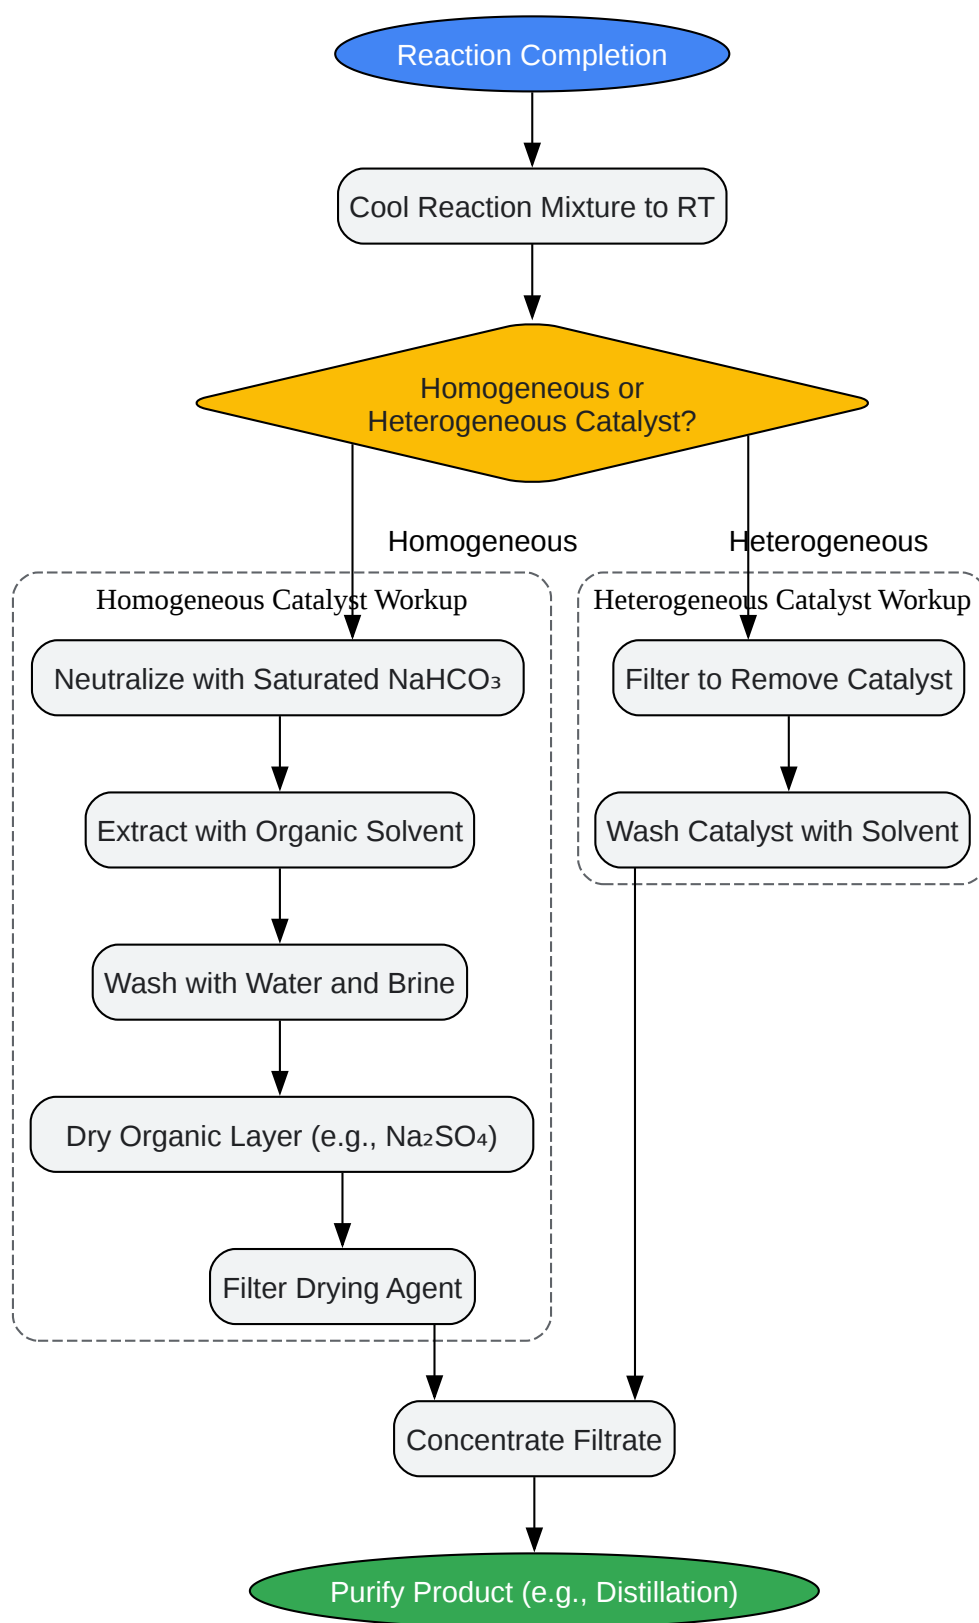 Reaction Completion
Cool Reaction Mixture to RT
Homogeneous or
Heterogeneous Catalyst?
Homogeneous
Heterogeneous
Homogeneous Catalyst Workup
Neutralize with Saturated NaHCO₃
Extract with Organic Solvent
Wash with Water and Brine
Dry Organic Layer (e.g., Na₂SO₄)
Filter Drying Agent
Heterogeneous Catalyst Workup
Filter to Remove Catalyst
Wash Catalyst with Solvent
Concentrate Filtrate
Purify Product (e.g., Distillation)